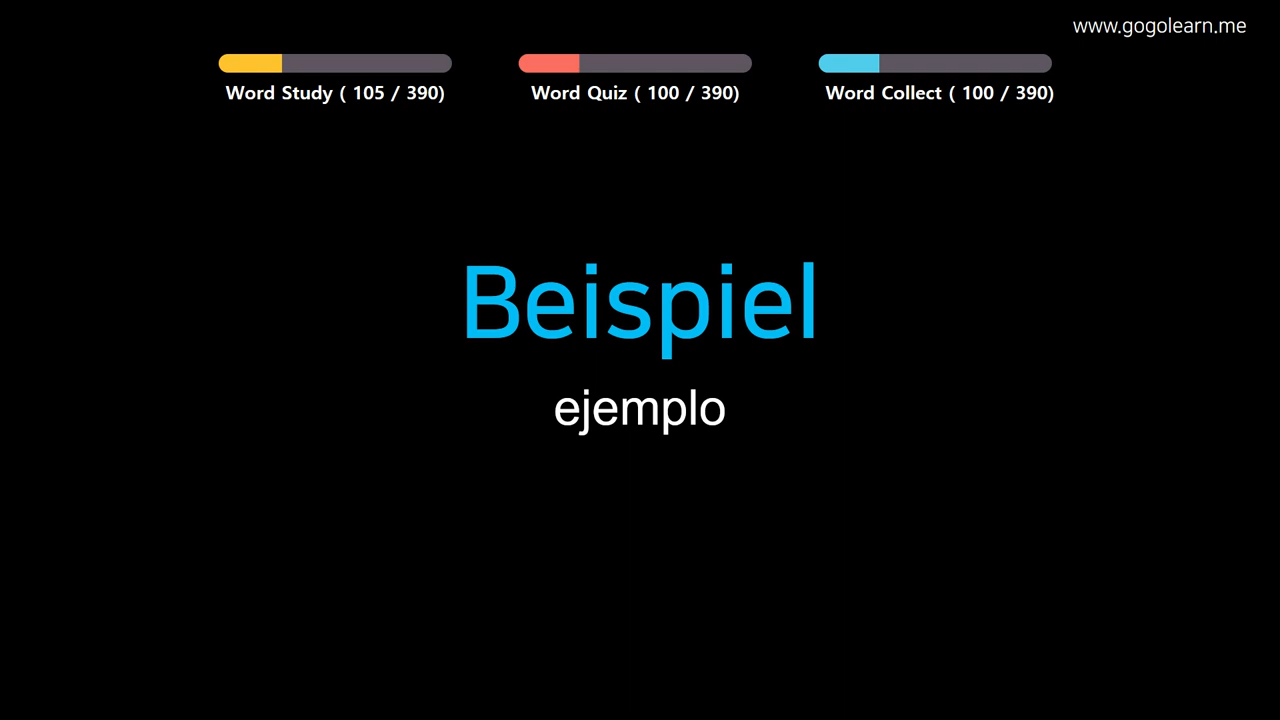 www.gogolearn.me
Word Study ( 105 / 390)
Word Quiz ( 100 / 390)
Word Collect ( 100 / 390)
Beispiel
ejemplo